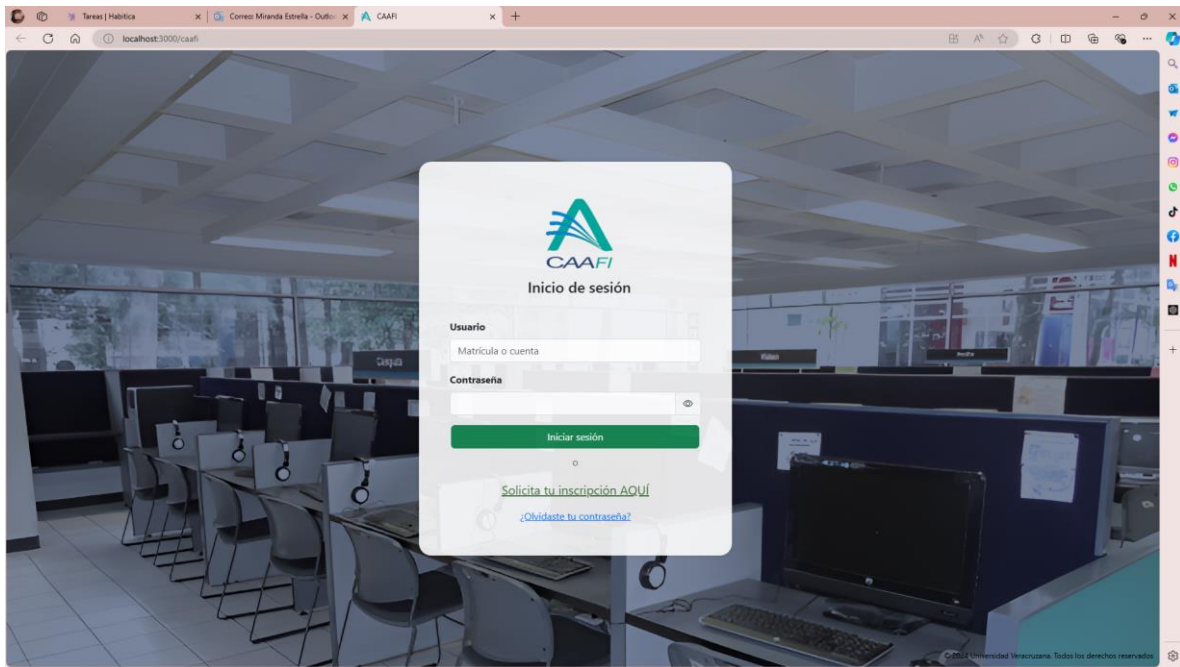 Tareas | Habitica
Correo: Miranda Estrella - Outlo
CAAFI
localhost:3000/caafi
CAAFI
Inicio de sesión
Usuario
Matrícula o cuenta
Contraseña
Iniciar sesión
o
Solicita tu inscripción AQUÍ
¿Olvidaste tu contraseña?
© 2024 Universidad Veracruzana. Todos los derechos reservados.